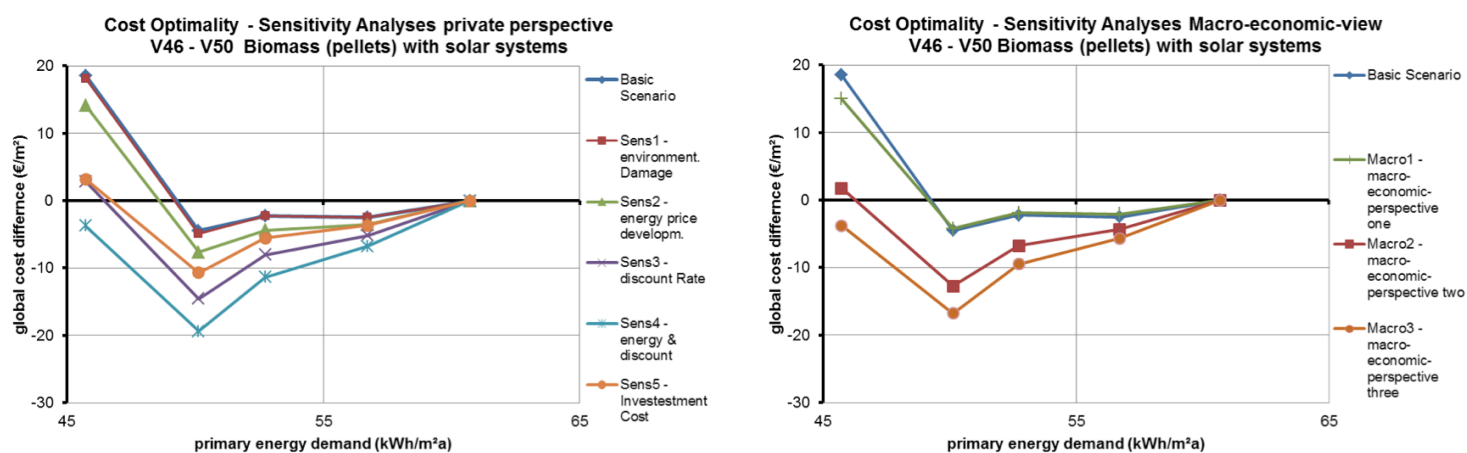 Cost Optimality - Sensitivity Analyses private perspective
V46 - V50 Biomass (pellets) with solar systems
20
10
0
-10
-20
-30
global cost differnce (€/m²)
45
55
65
primary energy demand (kWh/m²a)
Basic
Scenario
Sens1 -
environment.
Damage
Sens2 -
energy price
developm.
Sens3 -
discount Rate
Sens4 -
energy &
discount
Sens5 -
Investestment
Cost
Cost Optimality - Sensitivity Analyses Macro-economic-view
V46 - V50 Biomass (pellets) with solar systems
20
10
0
-10
-20
-30
global cost differnce (€/m²)
45
55
65
primary energy demand (kWh/m²a)
Basic Scenario
Macro1 -
macro-
economic-
perspective
one
Macro2 -
macro-
economic-
perspective two
Macro3 -
macro-
economic-
perspective
three